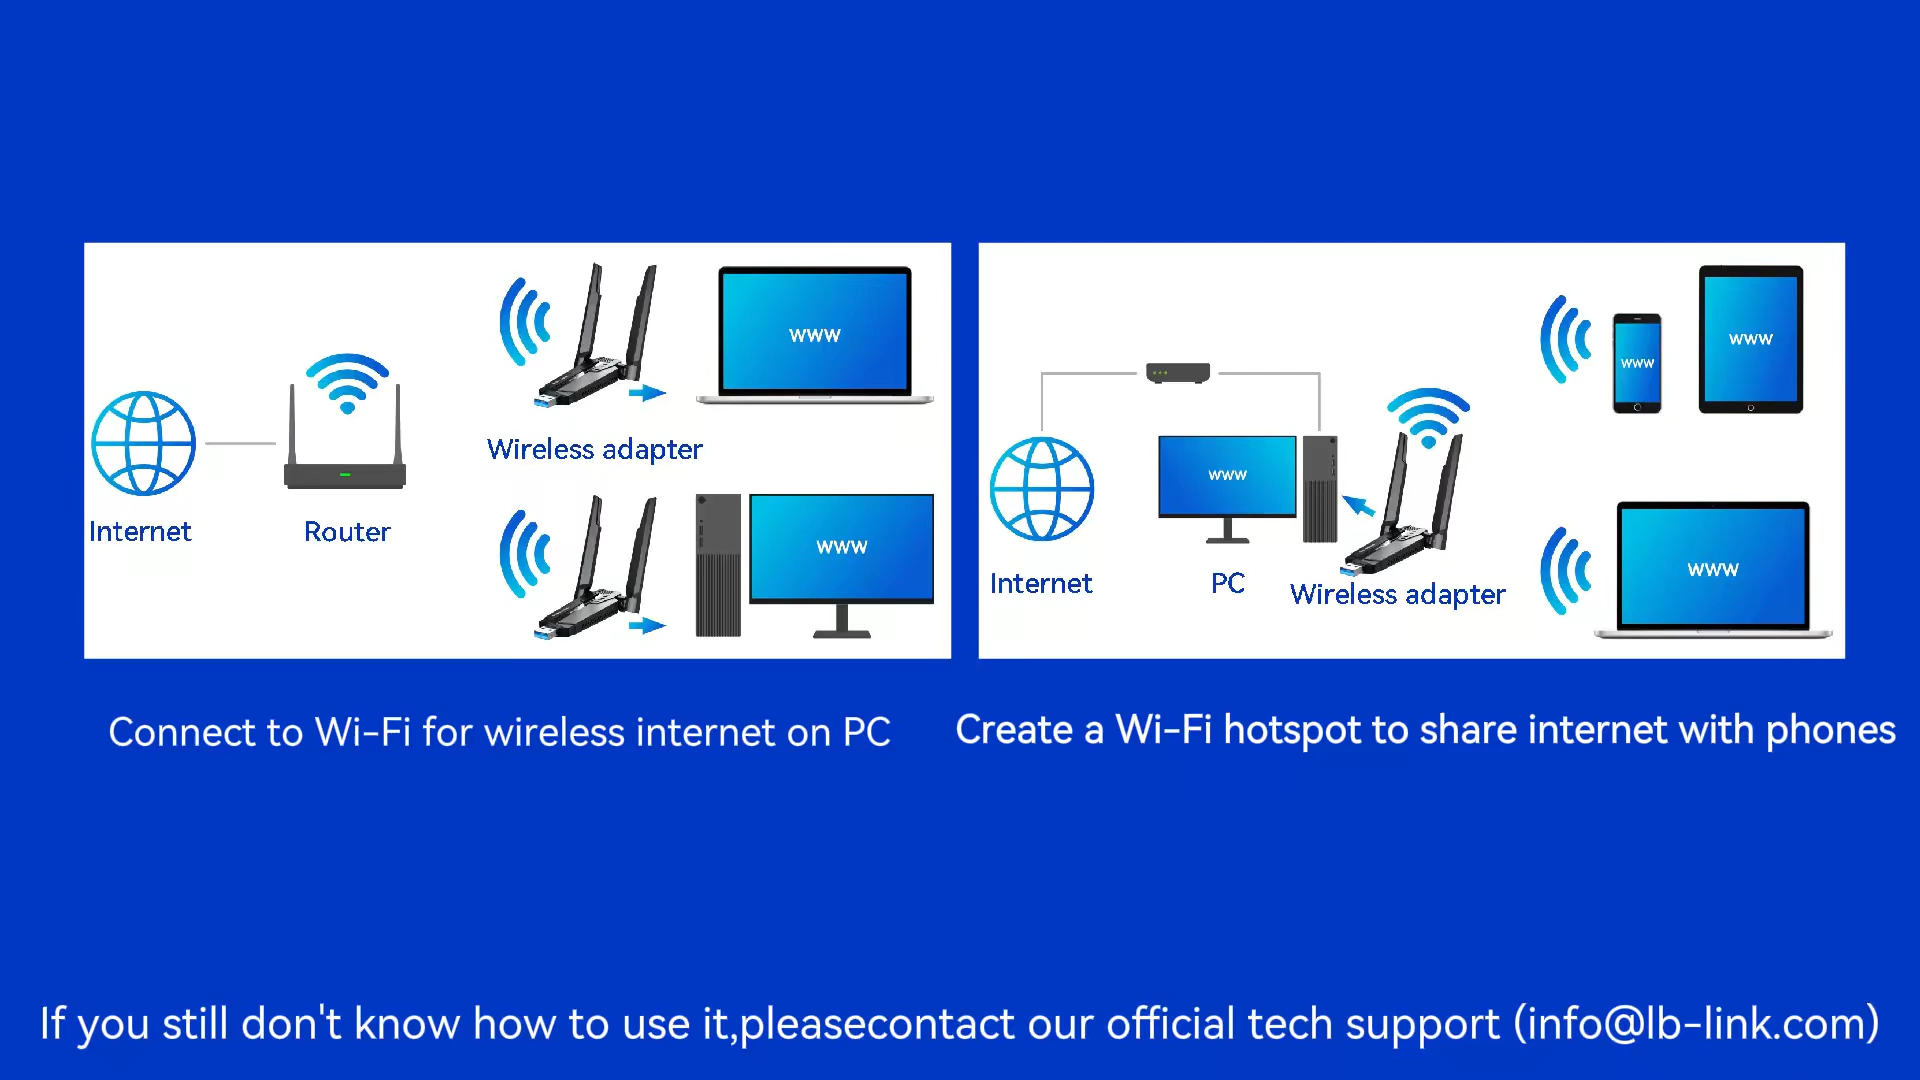 www
Wireless adapter
Internet
Router
www
Connect to Wi-Fi for wireless internet on PC
www
www
www
Internet
PC
Wireless adapter
www
Create a Wi-Fi hotspot to share internet with phones
If you still don't know how to use it,pleasecontact our official tech support (info@lb-link.com)